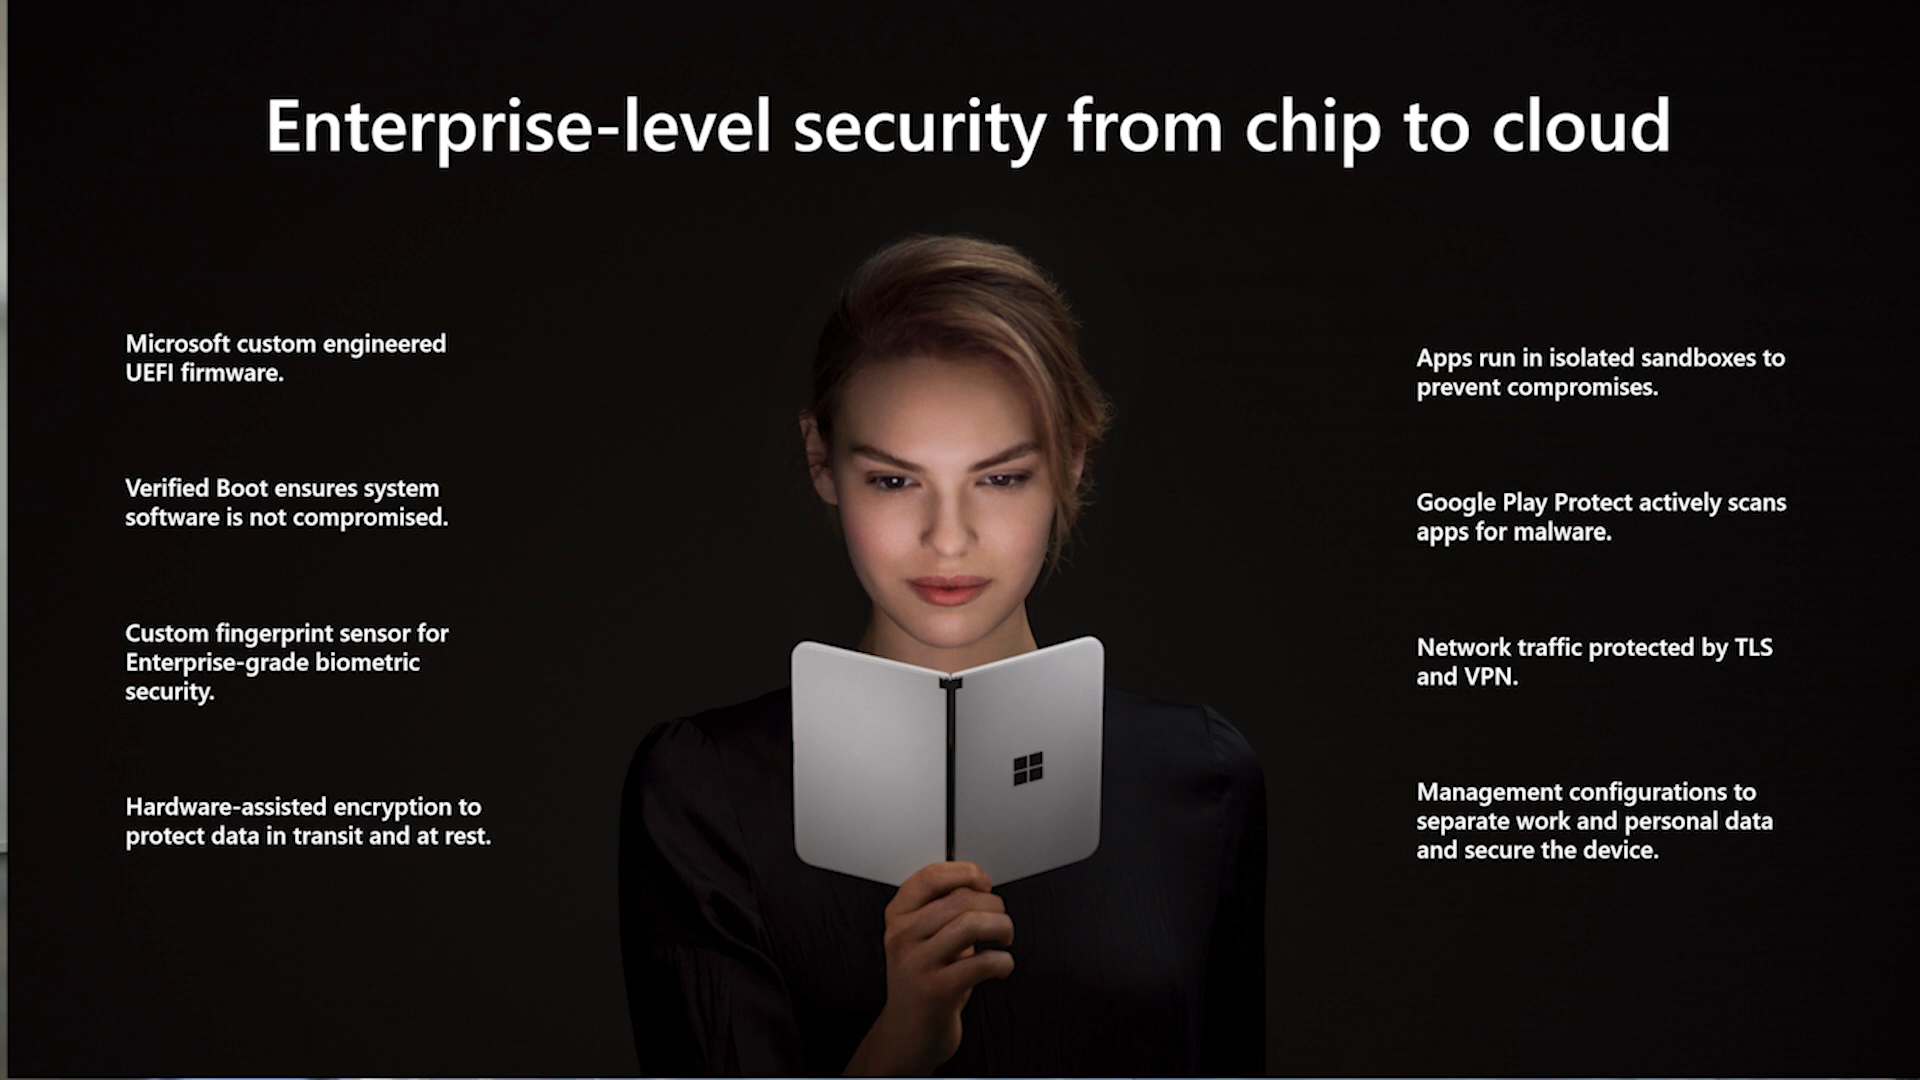 Enterprise-level security from chip to cloud
Microsoft custom engineered
UEFI firmware.
Verified Boot ensures system
software is not compromised.
Custom fingerprint sensor for
Enterprise-grade biometric
security.
Hardware-assisted encryption to
protect data in transit and at rest.
Apps run in isolated sandboxes to
prevent compromises.
Google Play Protect actively scans
apps for malware.
Network traffic protected by TLS
and VPN.
Management configurations to
separate work and personal data
and secure the device.